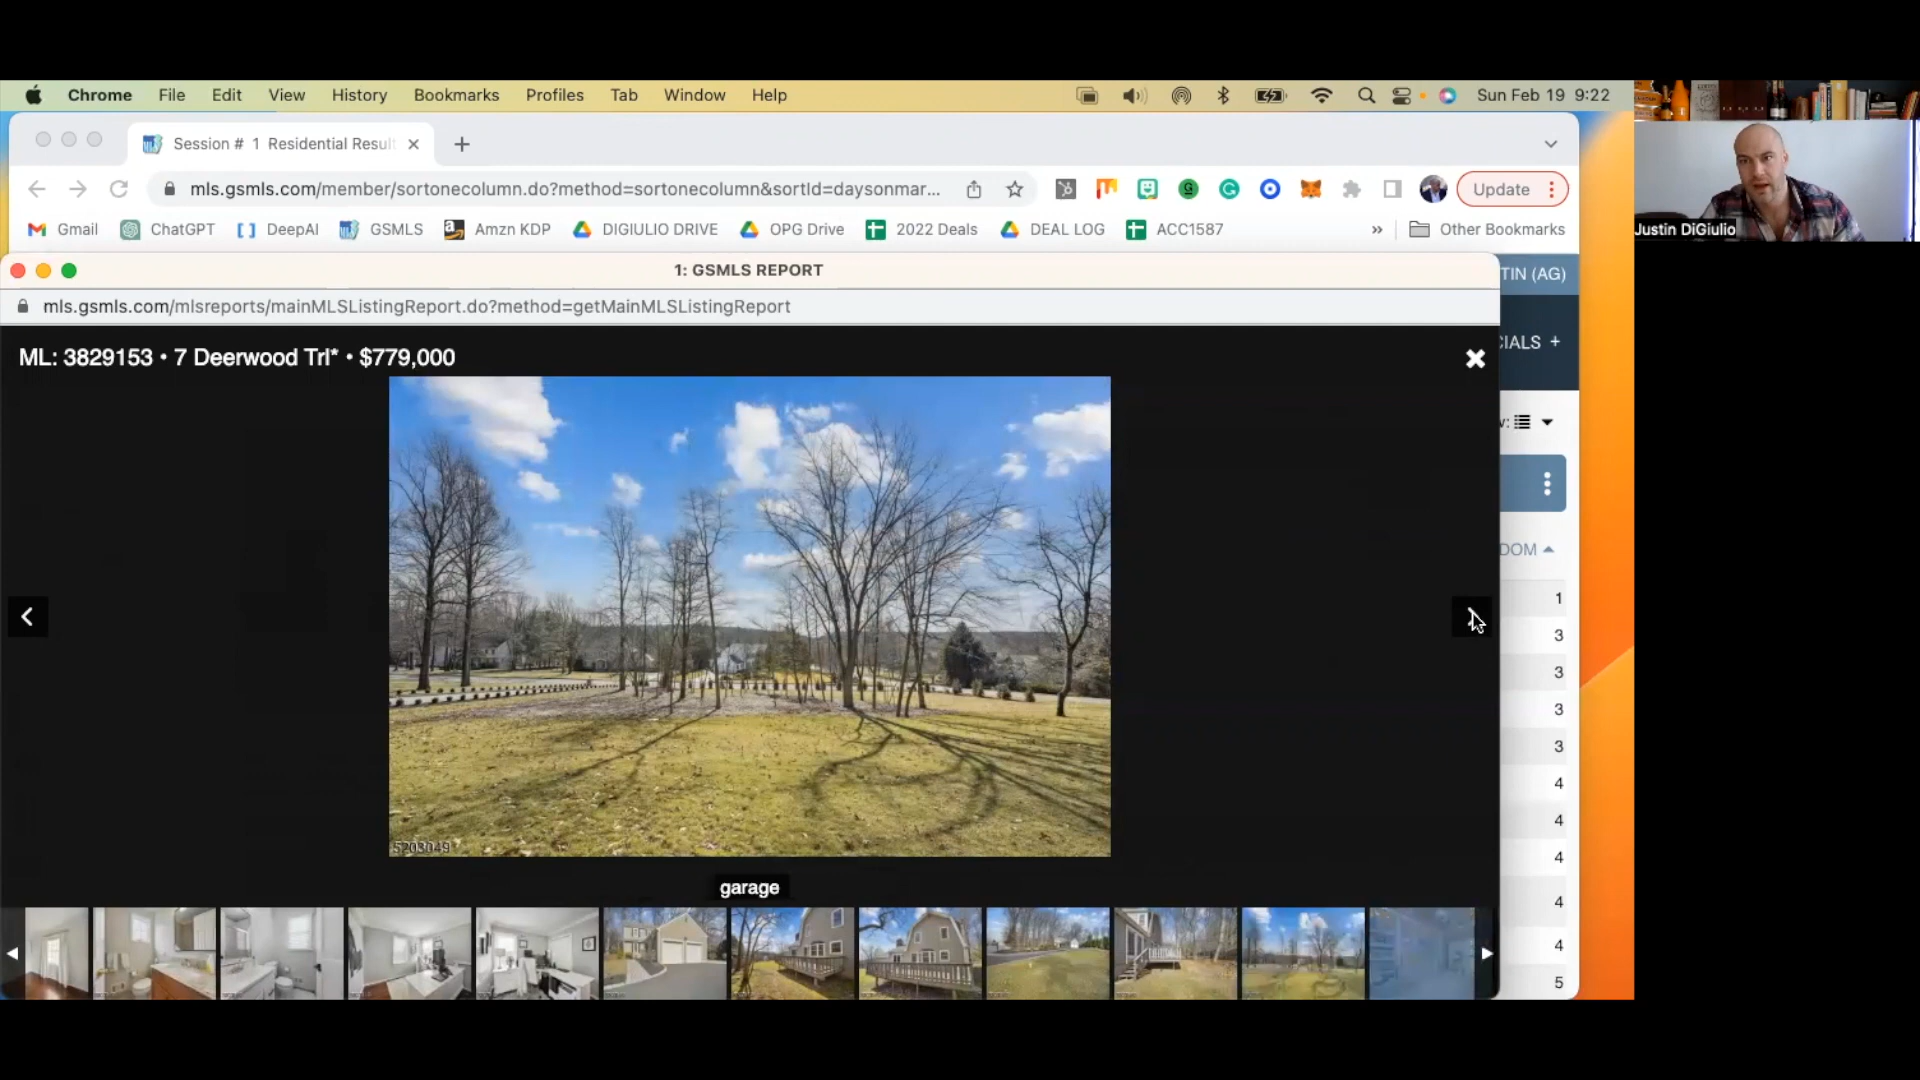 Chrome File Edit View History Bookmarks Profiles Tab Window Help Sun Feb 19 9:22
Session # 1 Residential Resul
mls.gsmls.com/member/sortonecolumn.do?method=sortonecolumn&sortId=daysonmar... Update
Gmail ChatGPT DeepAI GSMLS Amzn KDP DIGIULIO DRIVE OPG Drive 2022 Deals DEAL LOG ACC1587 » Other Bookmarks
Justin DiGiulio
1: GSMLS REPORT
TIN (AG)
mls.gsmls.com/mlsreports/mainMLSListingReport.do?method=getMainMLSListingReport
CIALS +
ML: 3829153 • 7 Deerwood Trl* • $779,000
DOM
1
3
3
3
3
4
4
4
4
4
5
5203049
garage